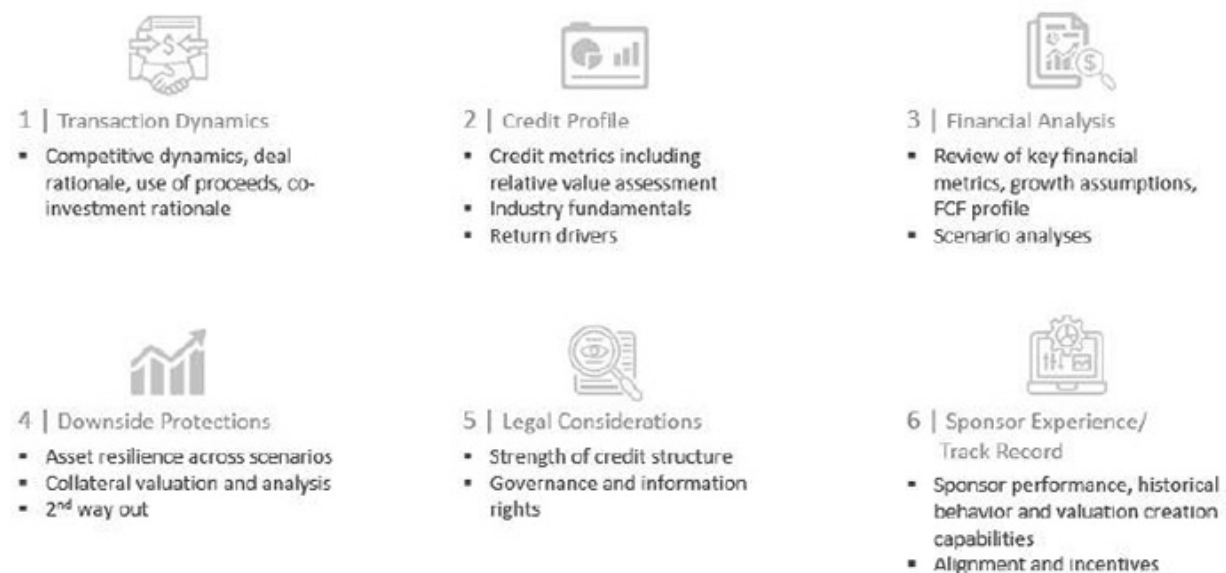 1 | Transaction Dynamics
▪ Competitive dynamics, deal
rationale, use of proceeds, co-
investment rationale
2 | Credit Profile
▪ Credit metrics including
relative value assessment
▪ Industry fundamentals
▪ Return drivers
3 | Financial Analysis
▪ Review of key financial
metrics, growth assumptions,
FCF profile
▪ Scenario analyses
4 | Downside Protections
▪ Asset resilience across scenarios
▪ Collateral valuation and analysis
▪ 2nd way out
5 | Legal Considerations
▪ Strength of credit structure
▪ Governance and information
rights
6 | Sponsor Experience/
Track Record
▪ Sponsor performance, historical
behavior and valuation creation
capabilities
▪ Alignment and incentives